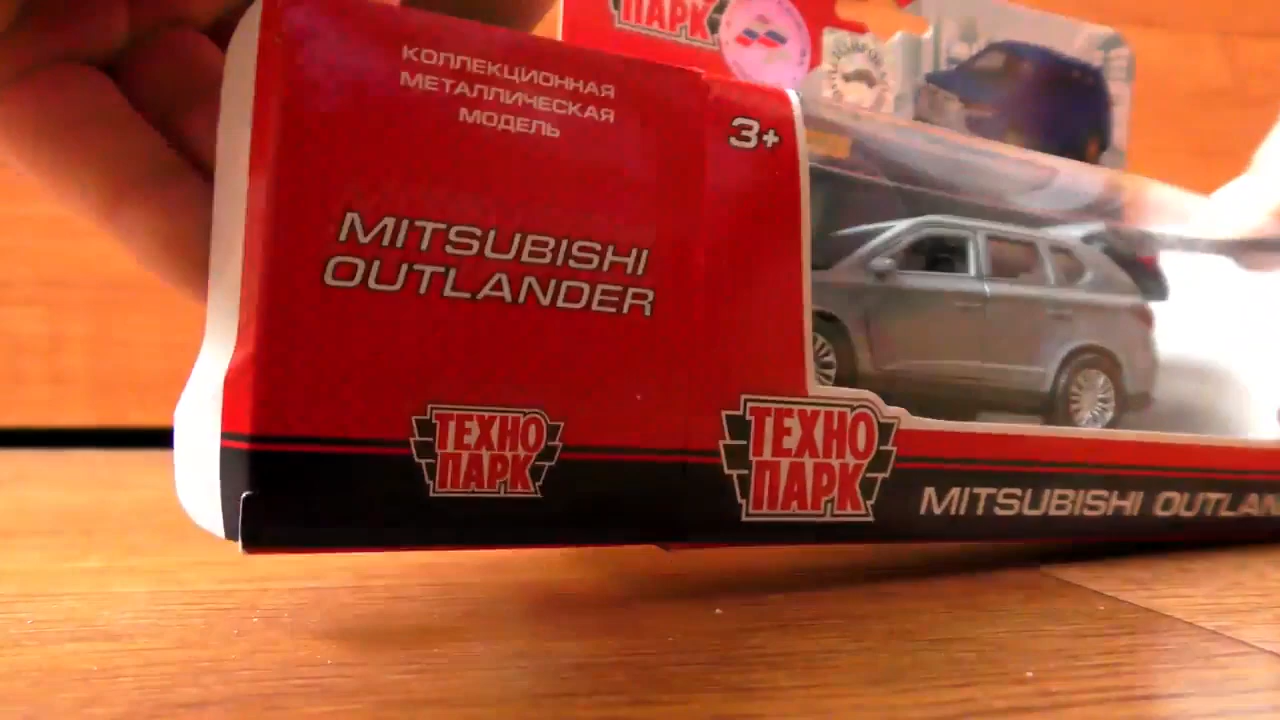 ПАРК
КОЛЛЕКЦИОННАЯ
МЕТАЛЛИЧЕСКАЯ
МОДЕЛЬ
3+
MITSUBISHI
OUTLANDER
ТЕХНО
ПАРК
ТЕХНО
ПАРК
MITSUBISHI OUTLAN